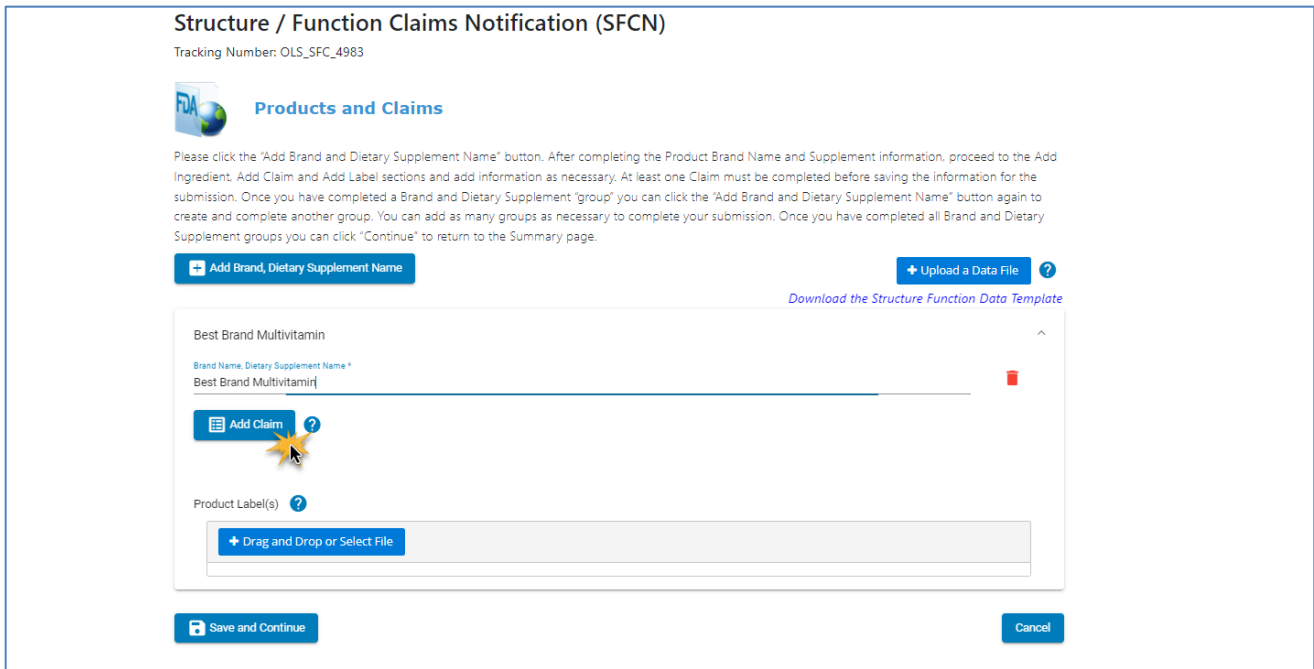 Structure / Function Claims Notification (SFCN)
Tracking Number: OLS_SFC_4983
FDA
Products and Claims
Please click the "Add Brand and Dietary Supplement Name" button. After completing the Product Brand Name and Supplement information, proceed to the Add
Ingredient, Add Claim and Add Label sections and add information as necessary. At least one Claim must be completed before saving the information for the
submission. Once you have completed a Brand and Dietary Supplement "group" you can click the "Add Brand and Dietary Supplement Name" button again to
create and complete another group. You can add as many groups as necessary to complete your submission. Once you have completed all Brand and Dietary
Supplement groups you can click "Continue" to return to the Summary page.
+ Add Brand, Dietary Supplement Name
+ Upload a Data File ?
Download the Structure Function Data Template
Best Brand Multivitamin
Brand Name, Dietary Supplement Name *
Best Brand Multivitamin
Add Claim ?
Product Label(s) ?
+ Drag and Drop or Select File
Save and Continue
Cancel